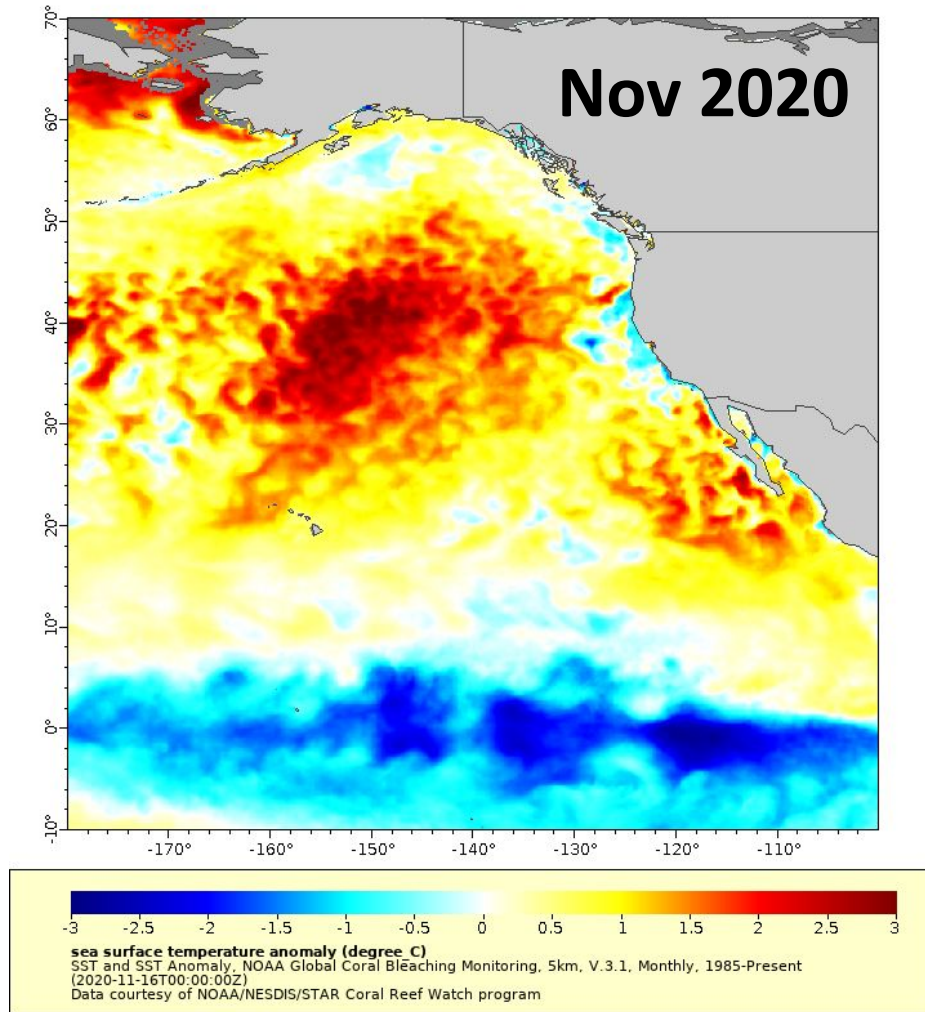 Nov 2020
70°
60°
50°
40°
30°
20°
10°
0°
-10°
-170° -160° -150° -140° -130° -120° -110°
-3 -2.5 -2 -1.5 -1 -0.5 0 0.5 1 1.5 2 2.5 3
sea surface temperature anomaly (degree_C)
SST and SST Anomaly, NOAA Global Coral Bleaching Monitoring, 5km, V.3.1, Monthly, 1985-Present
(2020-11-16T00:00:00Z)
Data courtesy of NOAA/NESDIS/STAR Coral Reef Watch program